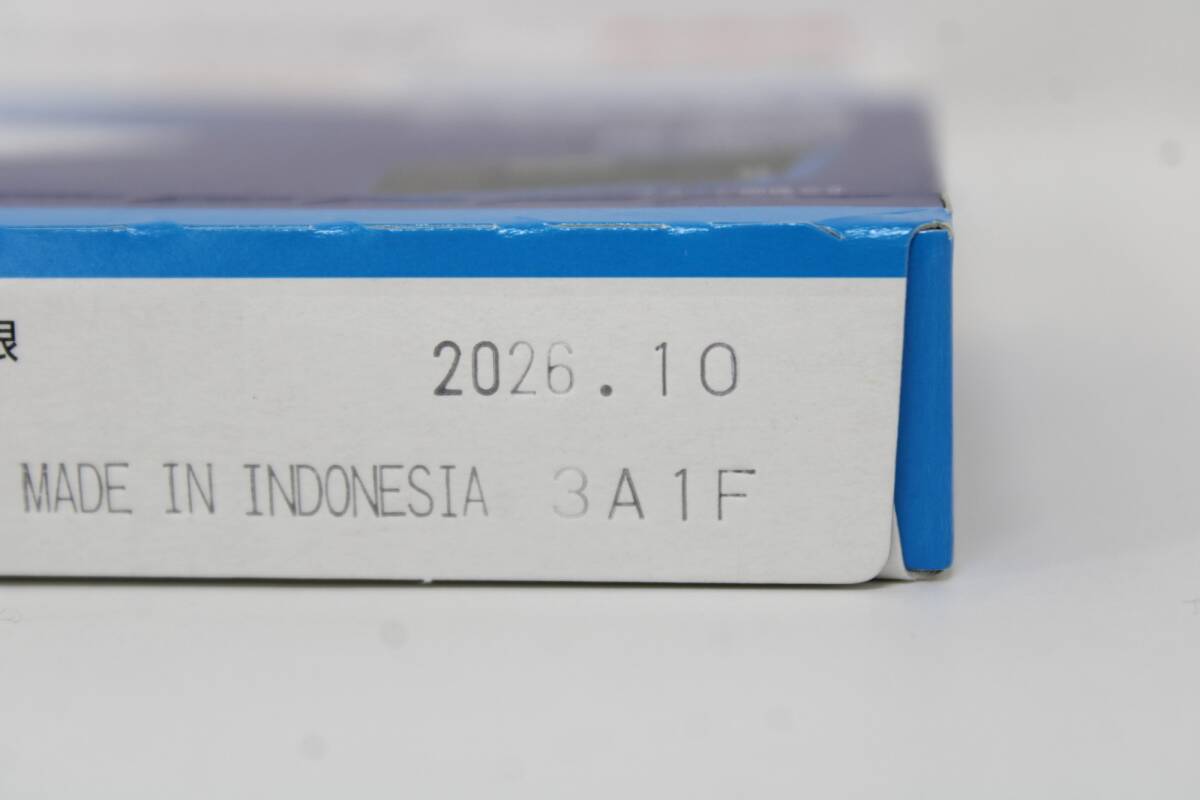 限 2026.10
MADE IN INDONESIA 3A1F